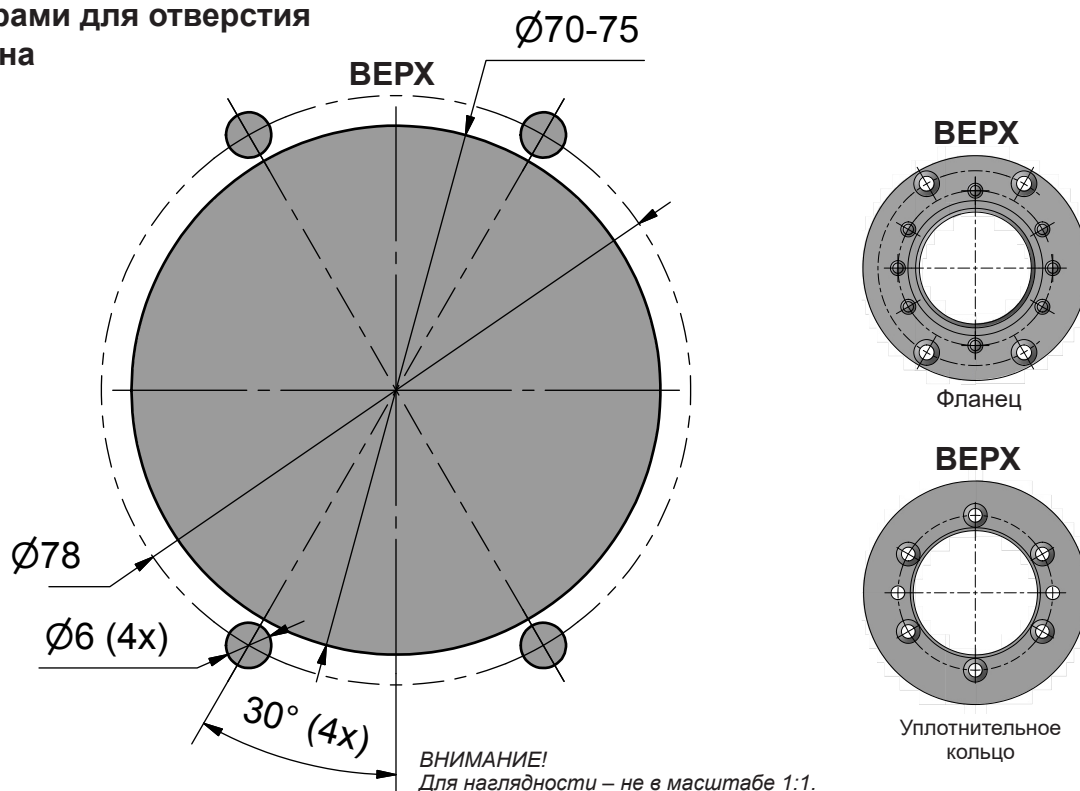 рами для отверстия
на
Ø70-75
ВЕРХ
ВЕРХ
Фланец
ВЕРХ
Ø78
Ø6 (4x)
30° (4x)
Уплотнительное
кольцо
ВНИМАНИЕ!
Для наглядности – не в масштабе 1:1.